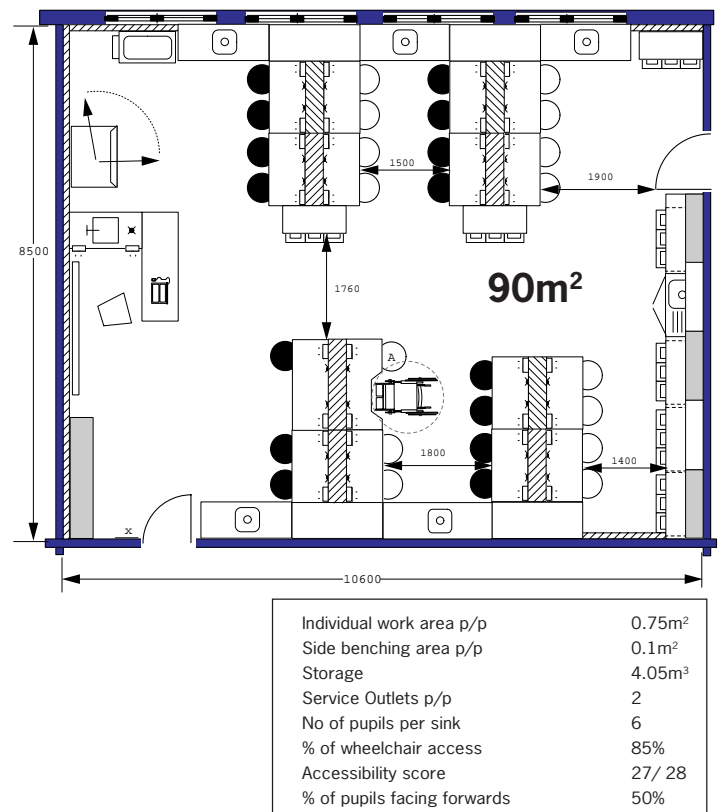 1500
1900
8500
90m²
1760
A
1800
1400
x
10600
Individual work area p/p 0.75m²
Side benching area p/p 0.1m²
Storage 4.05m³
Service Outlets p/p 2
No of pupils per sink 6
% of wheelchair access 85%
Accessibility score 27/ 28
% of pupils facing forwards 50%